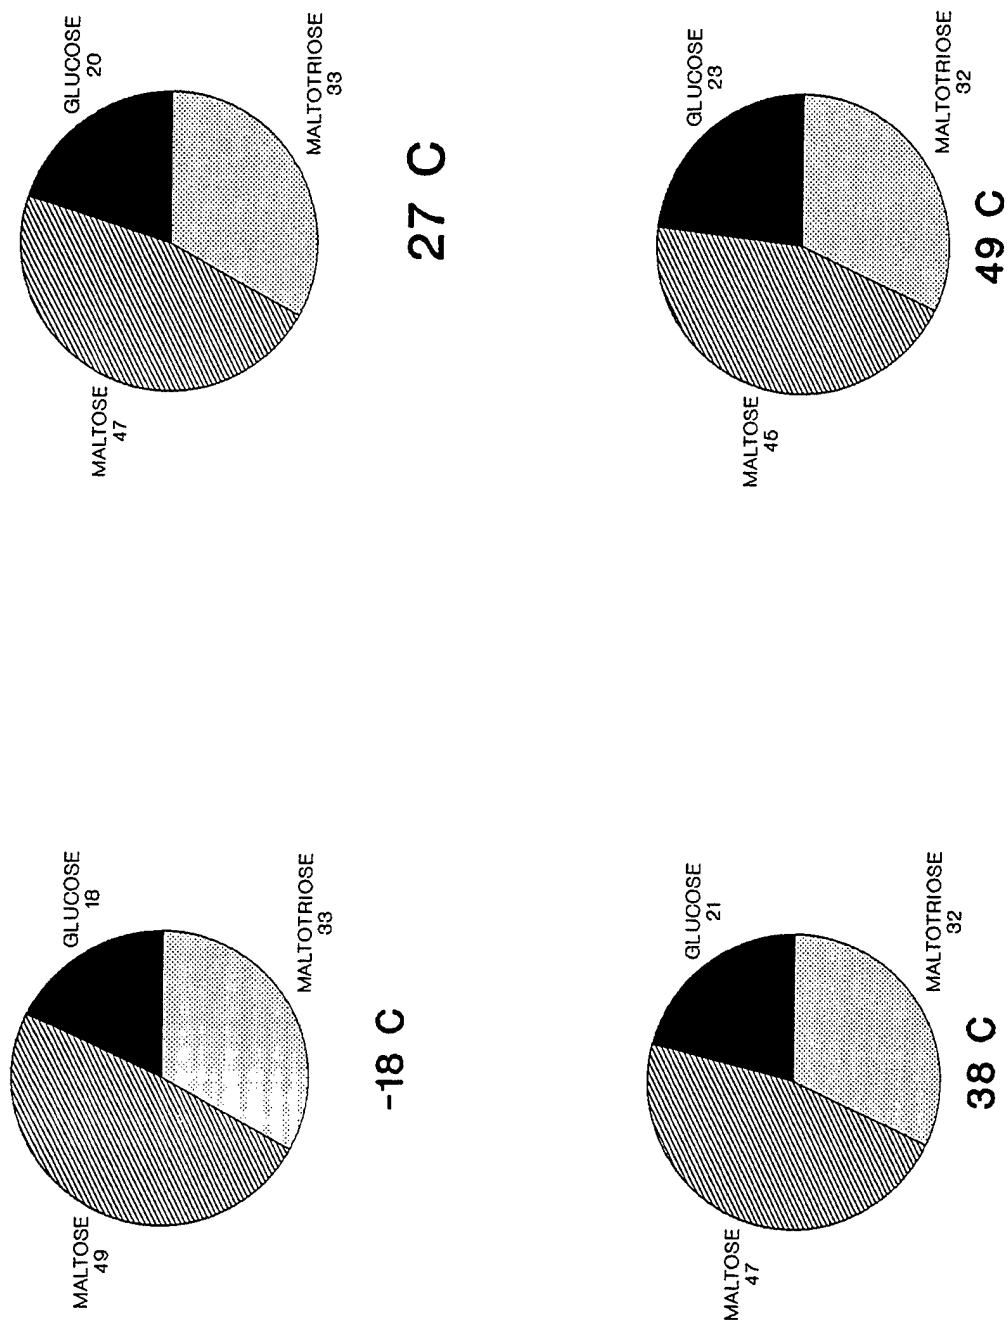 GLUCOSE
18
MALTOSE
49
MALTOTRIOSE
33
-18 C
GLUCOSE
20
MALTOSE
47
MALTOTRIOSE
33
27 C
GLUCOSE
21
MALTOSE
47
MALTOTRIOSE
32
38 C
GLUCOSE
23
MALTOSE
45
MALTOTRIOSE
32
49 C